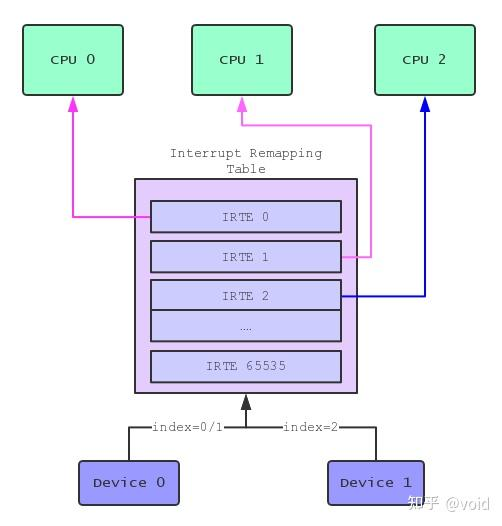 CPU 0
CPU 1
CPU 2
Interrupt Remapping
Table
IRTE 0
IRTE 1
IRTE 2
....
IRTE 65535
index=0/1
index=2
Device 0
Device 1
知乎 @void